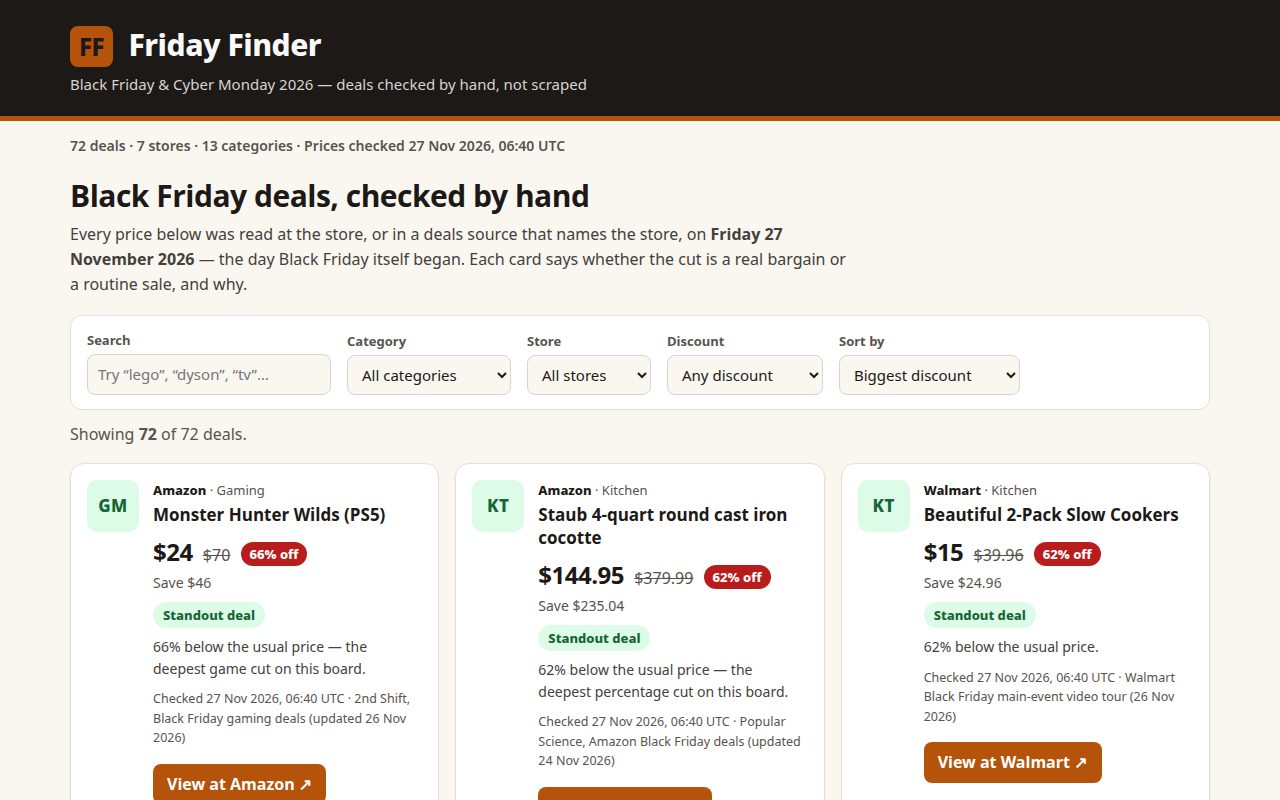 FF
Friday Finder
Black Friday & Cyber Monday 2026 — deals checked by hand, not scraped
72 deals · 7 stores · 13 categories · Prices checked 27 Nov 2026, 06:40 UTC
Black Friday deals, checked by hand
Every price below was read at the store, or in a deals source that names the store, on Friday 27
November 2026 — the day Black Friday itself began. Each card says whether the cut is a real bargain or
a routine sale, and why.
Search
Try “lego”, “dyson”, “tv”…
Category
All categories
Store
All stores
Discount
Any discount
Sort by
Biggest discount
Showing 72 of 72 deals.
GM
Amazon · Gaming
Monster Hunter Wilds (PS5)
$24 $70 66% off
Save $46
Standout deal
66% below the usual price — the
deepest game cut on this board.
Checked 27 Nov 2026, 06:40 UTC · 2nd Shift,
Black Friday gaming deals (updated 26 Nov
2026)
View at Amazon ↗
KT
Amazon · Kitchen
Staub 4-quart round cast iron
cocotte
$144.95 $379.99 62% off
Save $235.04
Standout deal
62% below the usual price — the
deepest percentage cut on this board.
Checked 27 Nov 2026, 06:40 UTC · Popular
Science, Amazon Black Friday deals (updated
24 Nov 2026)
KT
Walmart · Kitchen
Beautiful 2-Pack Slow Cookers
$15 $39.96 62% off
Save $24.96
Standout deal
62% below the usual price.
Checked 27 Nov 2026, 06:40 UTC · Walmart
Black Friday main-event video tour (26 Nov
2026)
View at Walmart ↗